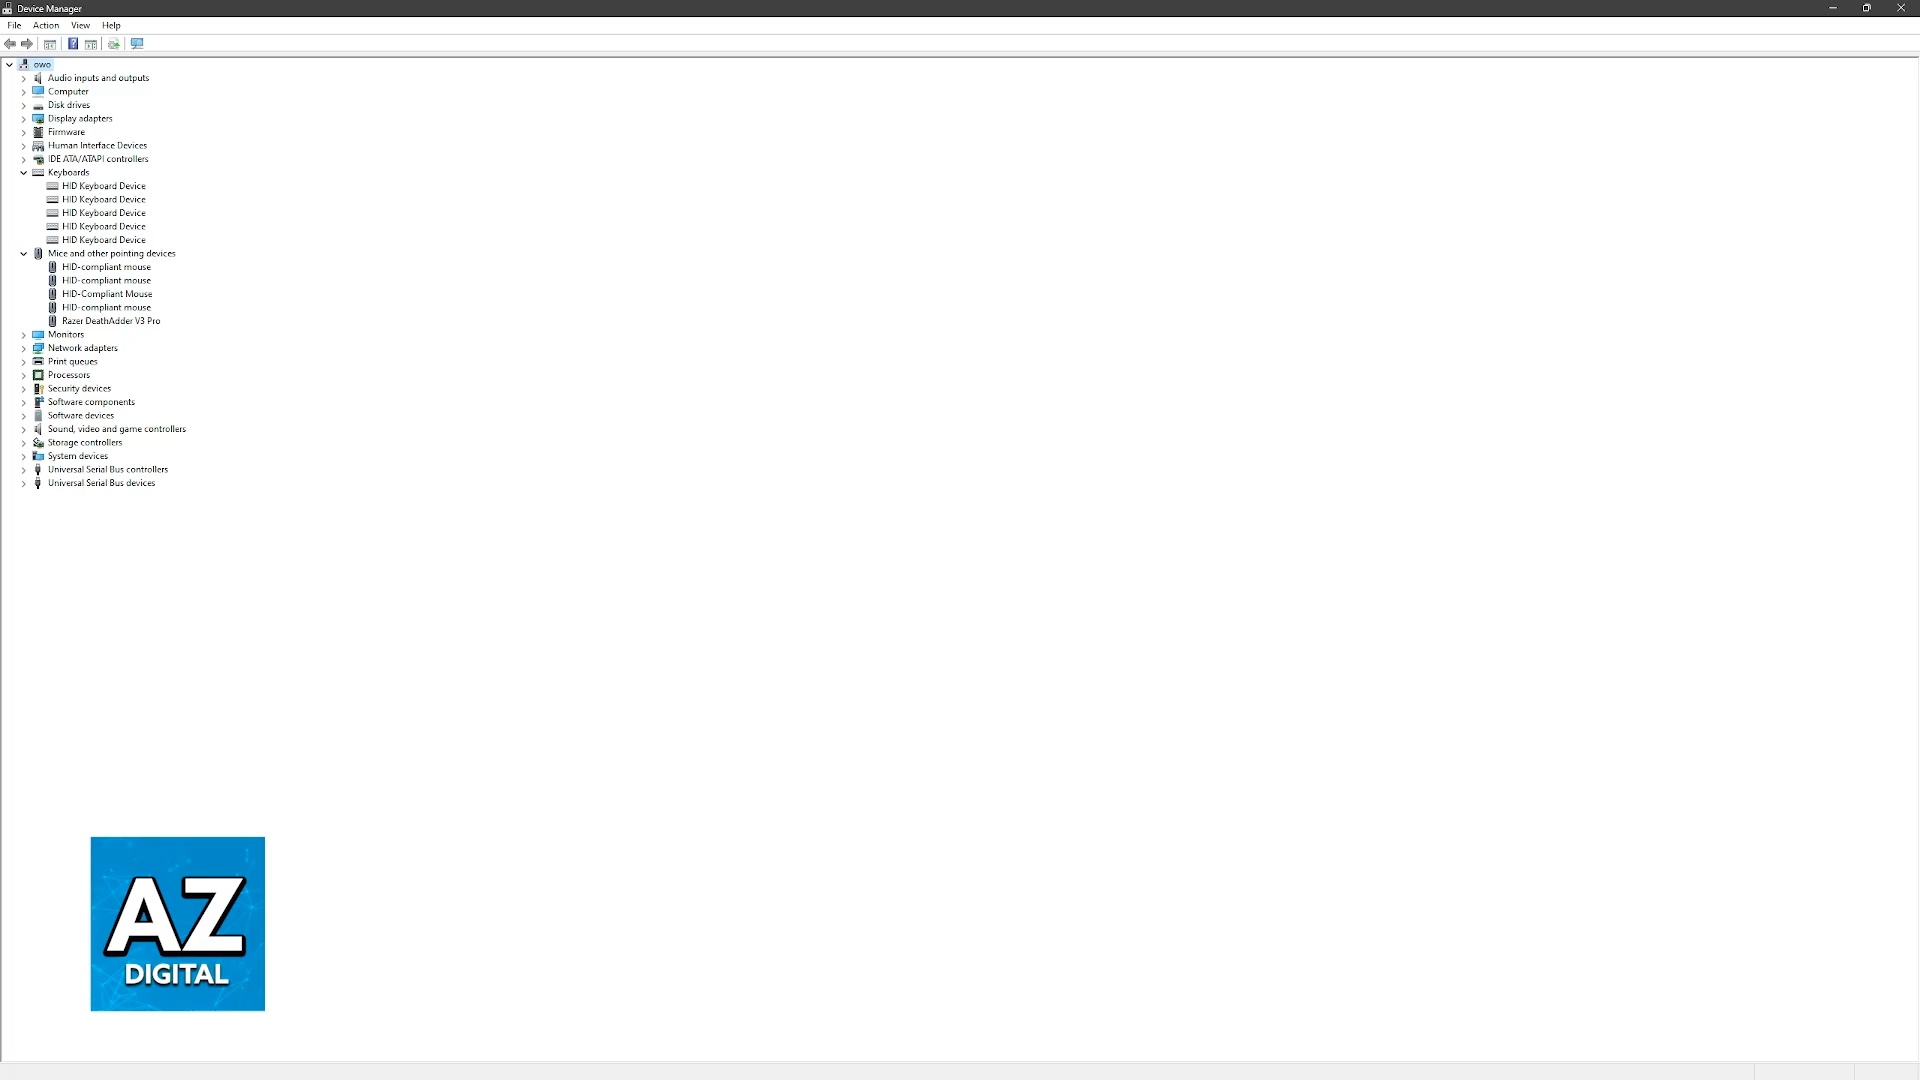 Device Manager
File Action View Help
owo
Audio inputs and outputs
Computer
Disk drives
Display adapters
Firmware
Human Interface Devices
IDE ATA/ATAPI controllers
Keyboards
HID Keyboard Device
HID Keyboard Device
HID Keyboard Device
HID Keyboard Device
HID Keyboard Device
Mice and other pointing devices
HID-compliant mouse
HID-compliant mouse
HID-Compliant Mouse
HID-compliant mouse
Razer DeathAdder V3 Pro
Monitors
Network adapters
Print queues
Processors
Security devices
Software components
Software devices
Sound, video and game controllers
Storage controllers
System devices
Universal Serial Bus controllers
Universal Serial Bus devices
AZ
DIGITAL